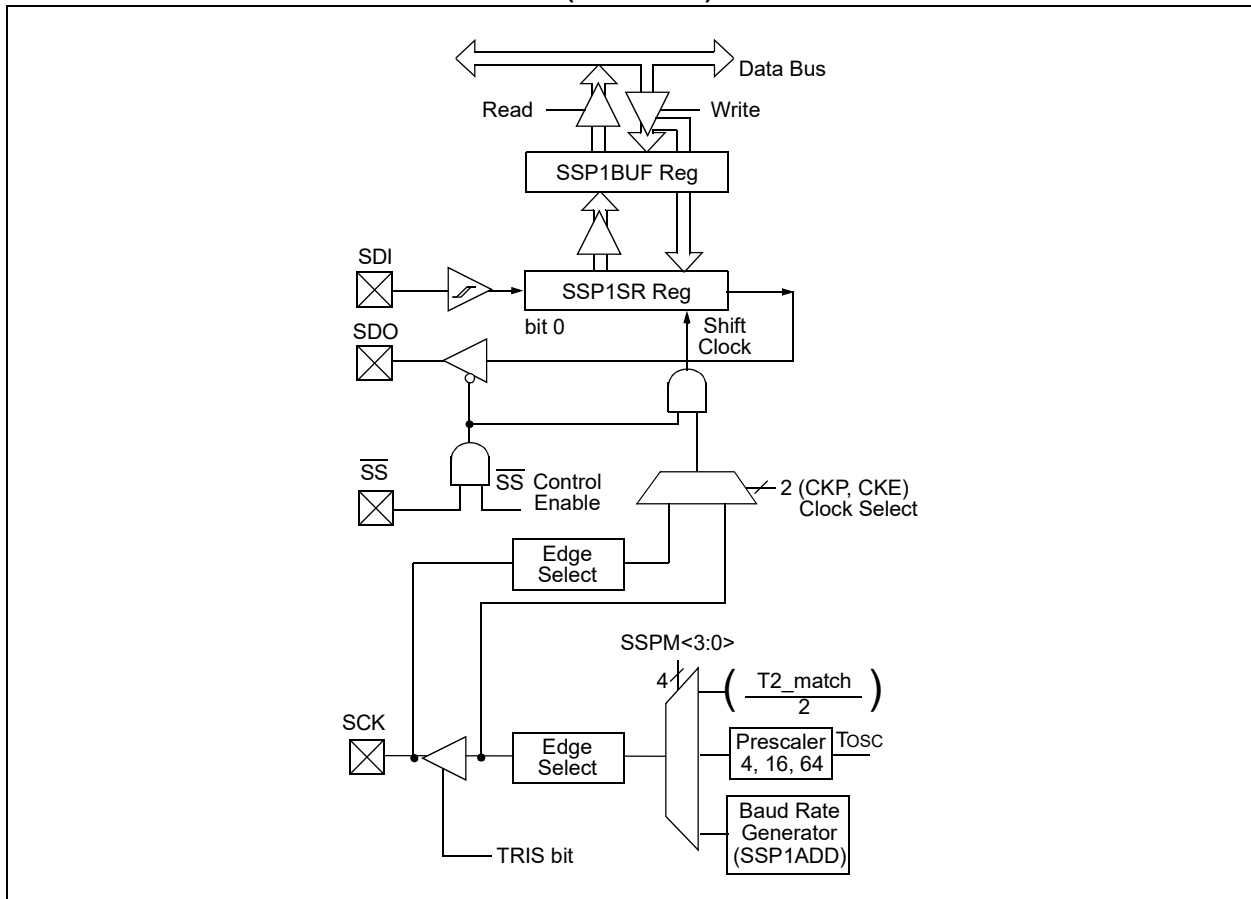 Data Bus
Read
Write
SSP1BUF Reg
SDI
SSP1SR Reg
bit 0
Shift
Clock
SDO
SS
SS Control
Enable
2 (CKP, CKE)
Clock Select
Edge
Select
SSPM<3:0>
4
( T2_match
2 )
SCK
Edge
Select
Prescaler
4, 16, 64
TOSC
Baud Rate
Generator
(SSP1ADD)
TRIS bit